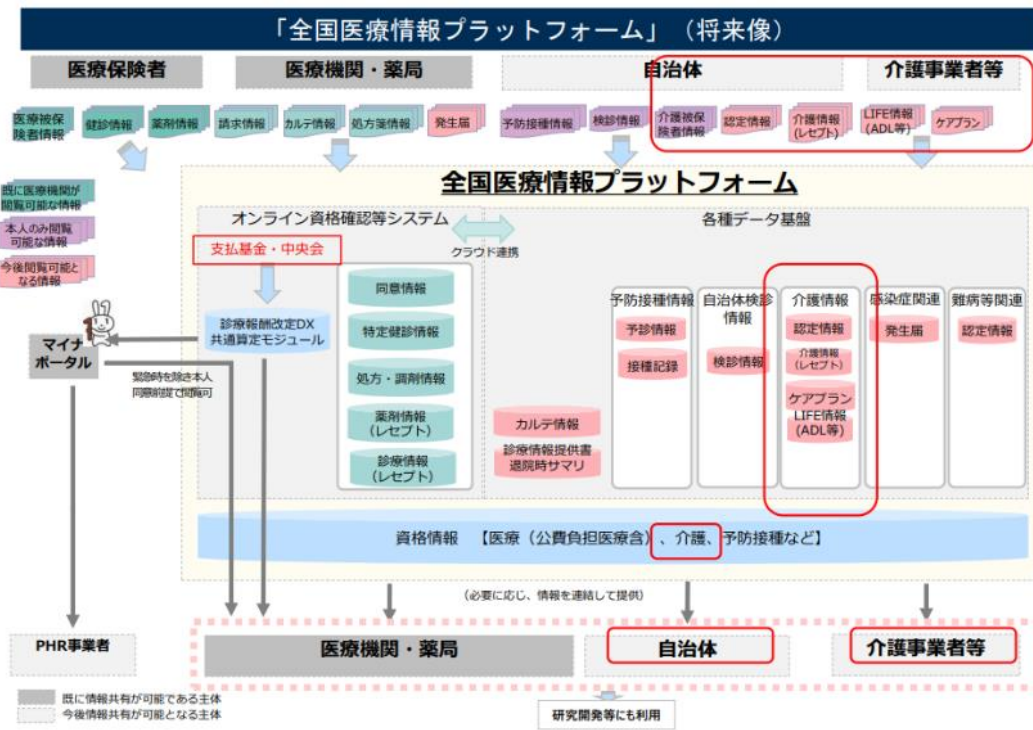 「全国医療情報プラットフォーム」（将来像）
医療保険者
医療機関・薬局
自治体
介護事業者等
医療被保
険者情報
健診情報
薬剤情報
請求情報
カルテ情報
処方箋情報
発生届
予防接種情報
検診情報
介護被保
険者情報
認定情報
介護情報
(レセプト)
LIFE情報
(ADL等)
ケアプラン
既に医療機関が
閲覧可能な情報
本人のみ閲覧
可能な情報
今後閲覧可能と
なる情報
全国医療情報プラットフォーム
オンライン資格確認等システム
クラウド連携
各種データ基盤
支払基金・中央会
診療報酬改定DX
共通算定モジュール
同意情報
特定健診情報
処方・調剤情報
薬剤情報
(レセプト)
診療情報
(レセプト)
カルテ情報
診療情報提供書
退院時サマリ
予防接種情報
予診情報
接種記録
自治体検診
情報
検診情報
介護情報
認定情報
介護情報
(レセプト)
ケアプラン
LIFE情報
(ADL等)
感染症関連
発生届
難病等関連
認定情報
マイナ
ポータル
緊急時を除き本人
同意前提で閲覧可
資格情報　【医療（公費負担医療含）、介護、予防接種など】
（必要に応じ、情報を連結して提供）
PHR事業者
医療機関・薬局
自治体
介護事業者等
既に情報共有が可能である主体
今後情報共有が可能となる主体
研究開発等にも利用